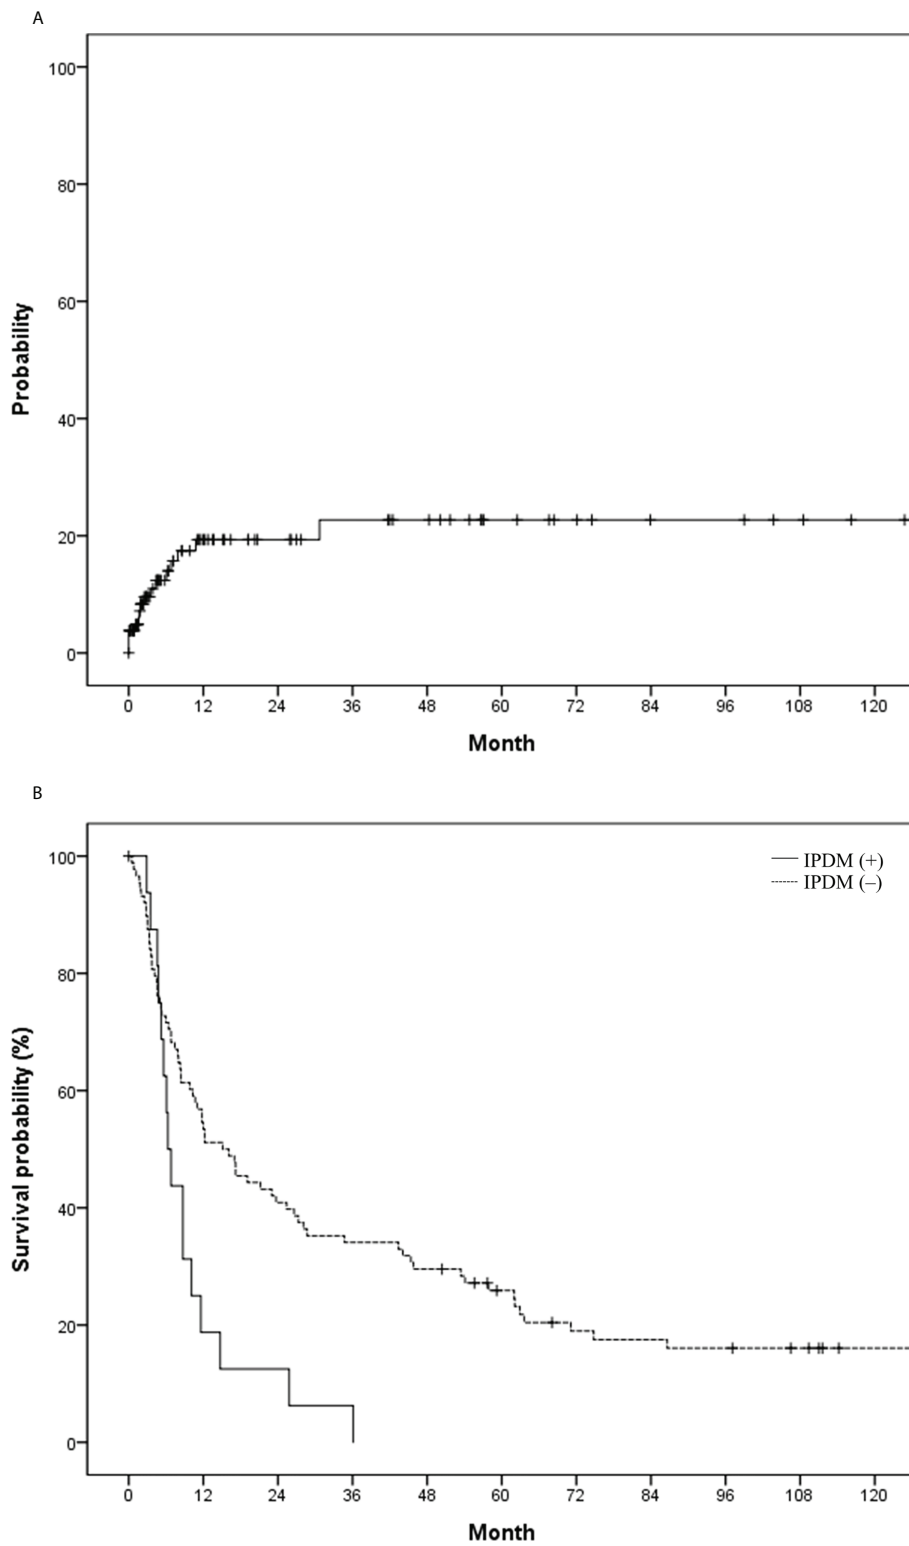 A
100
80
60
40
20
0
Probability
0 12 24 36 48 60 72 84 96 108 120
Month
B
IPDM (+)
IPDM (–)
100
80
60
40
20
0
Survival probability (%)
0 12 24 36 48 60 72 84 96 108 120
Month